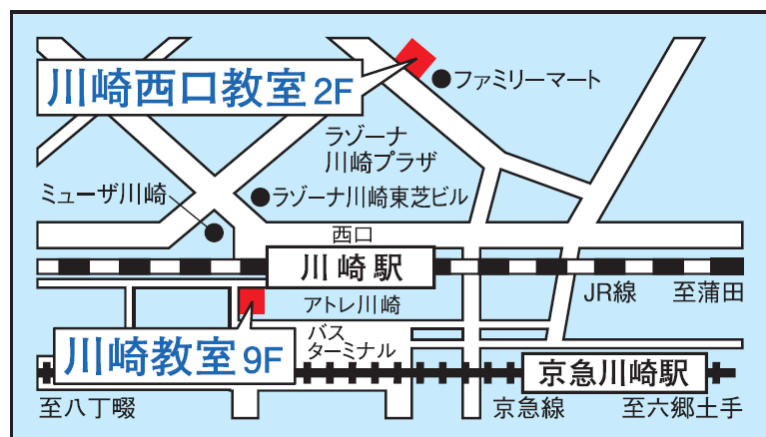 川崎西口教室 2F
ファミリーマート
ラゾーナ
川崎プラザ
ミューザ川崎
ラゾーナ川崎東芝ビル
西口
川崎駅
JR線
至蒲田
アトレ川崎
川崎教室 9F
バス
ターミナル
京急川崎駅
至八丁畷
京急線
至六郷土手